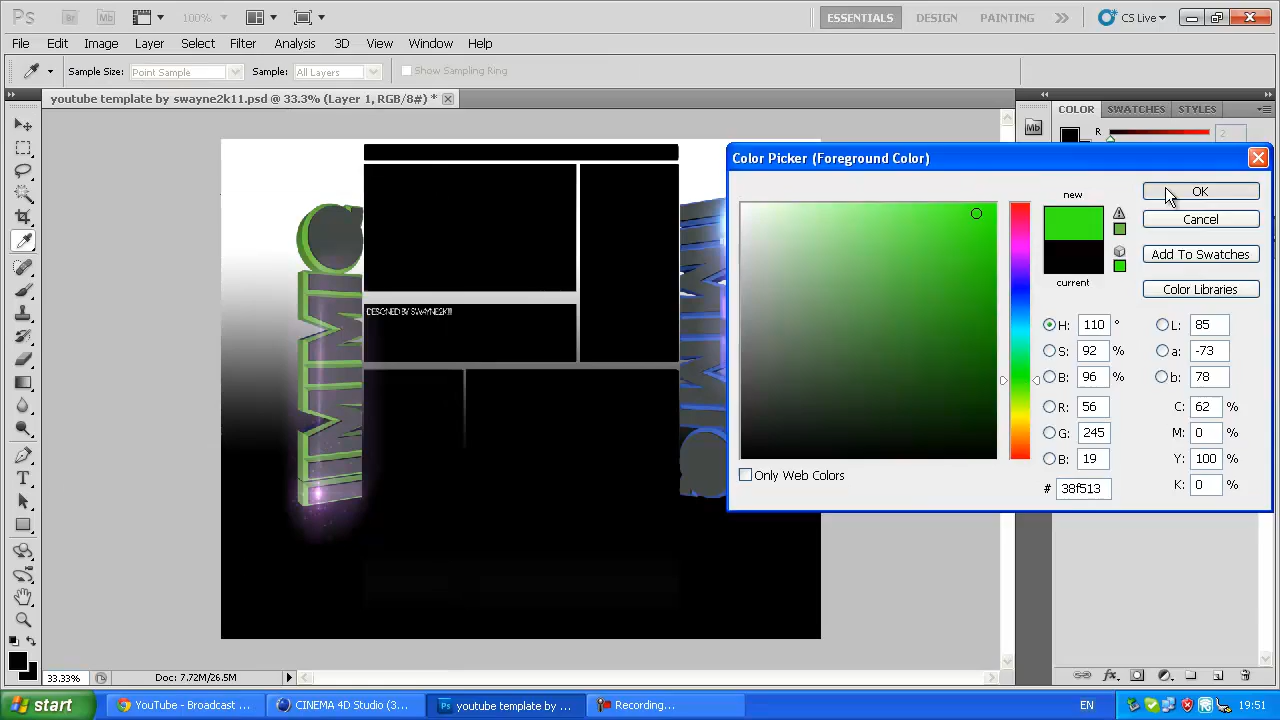 Ps Br Mb 100% ESSENTIALS DESIGN PAINTING CS Live
File Edit Image Layer Select Filter Analysis 3D View Window Help
Sample Size: Point Sample Sample: All Layers Show Sampling Ring
youtube template by swayne2k11.psd @ 33.3% (Layer 1, RGB/8#) *
COLOR SWATCHES STYLES
Mb R 2
Color Picker (Foreground Color)
new
current
OK
Cancel
Add To Swatches
Color Libraries
H: 110 ° L: 85
S: 92 % a: -73
B: 96 % b: 78
R: 56 C: 62 %
G: 245 M: 0 %
B: 19 Y: 100 %
# 38f513 K: 0 %
Only Web Colors
DESIGNED BY SWAYNE2K11
33.33% Doc: 7.72M/26.5M
start YouTube - Broadcast ... CINEMA 4D Studio (3... youtube template by ... Recording... EN 19:51